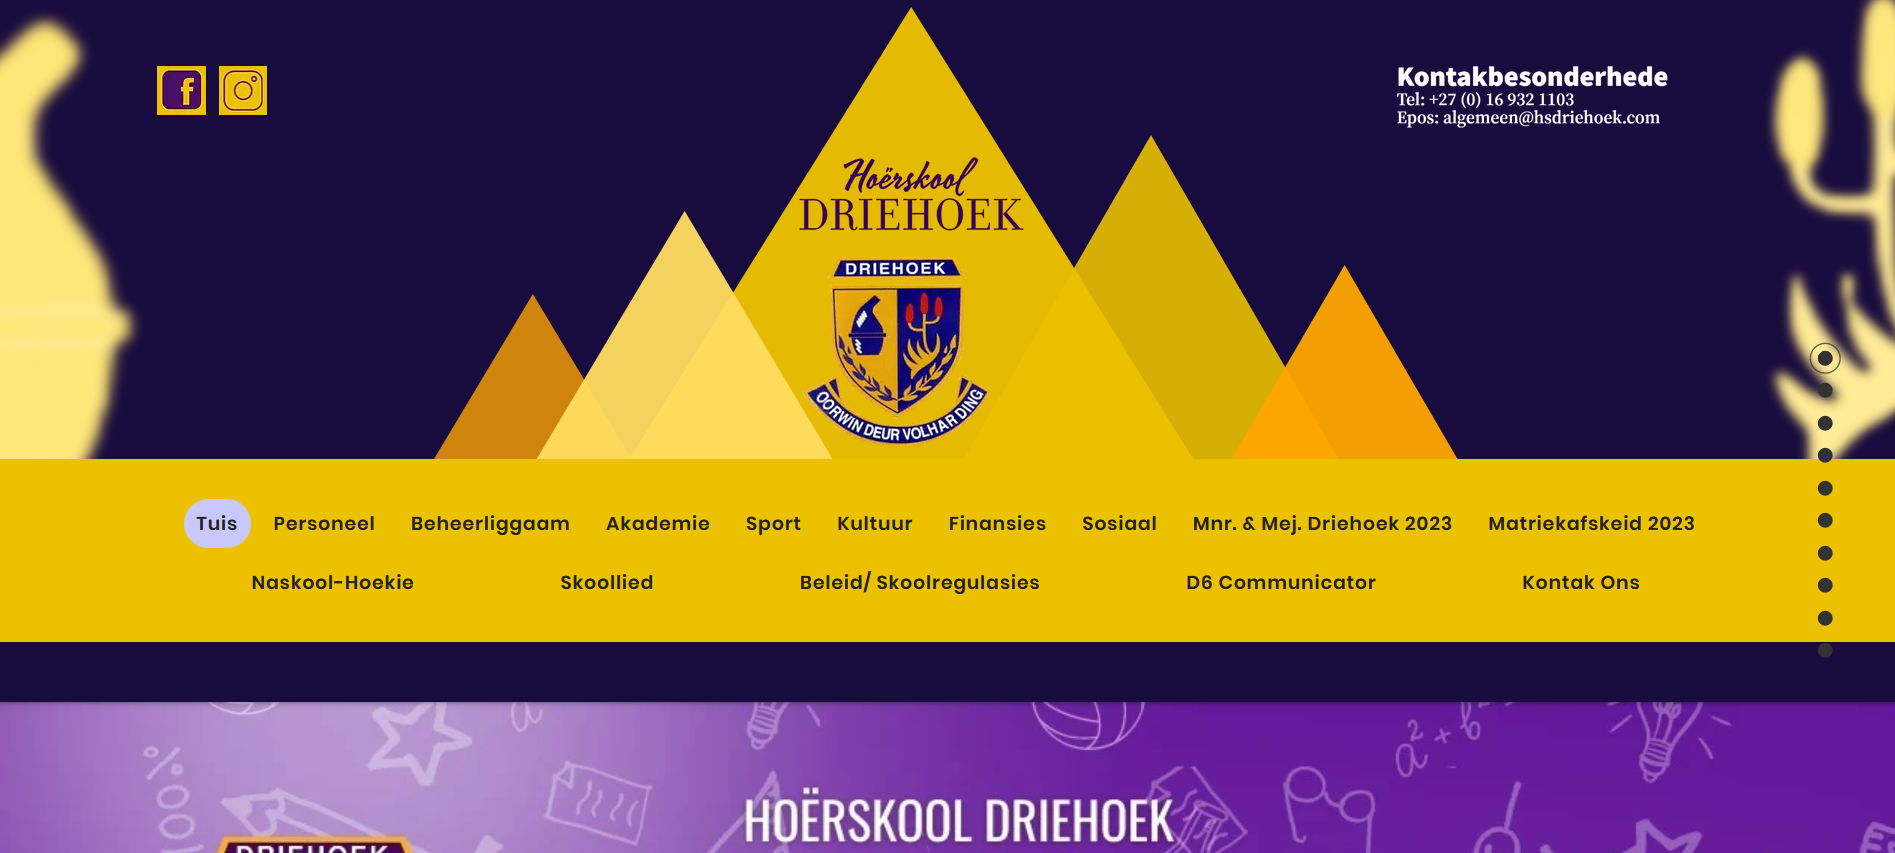 Kontakbesonderhede
Tel: +27 (0) 16 932 1103
Epos: algemeen@hsdriehoek.com
Hoërskool
DRIEHOEK
DRIEHOEK
OORWIN DEUR VOLHARDING
Tuis Personeel Beheerliggaam Akademie Sport Kultuur Finansies Sosiaal Mnr. & Mej. Driehoek 2023 Matriekafskeid 2023
Naskool-Hoekie Skoollied Beleid/ Skoolregulasies D6 Communicator Kontak Ons
a
a² + b
%
HOËRSKOOL DRIEHOEK
DRIEHOEK